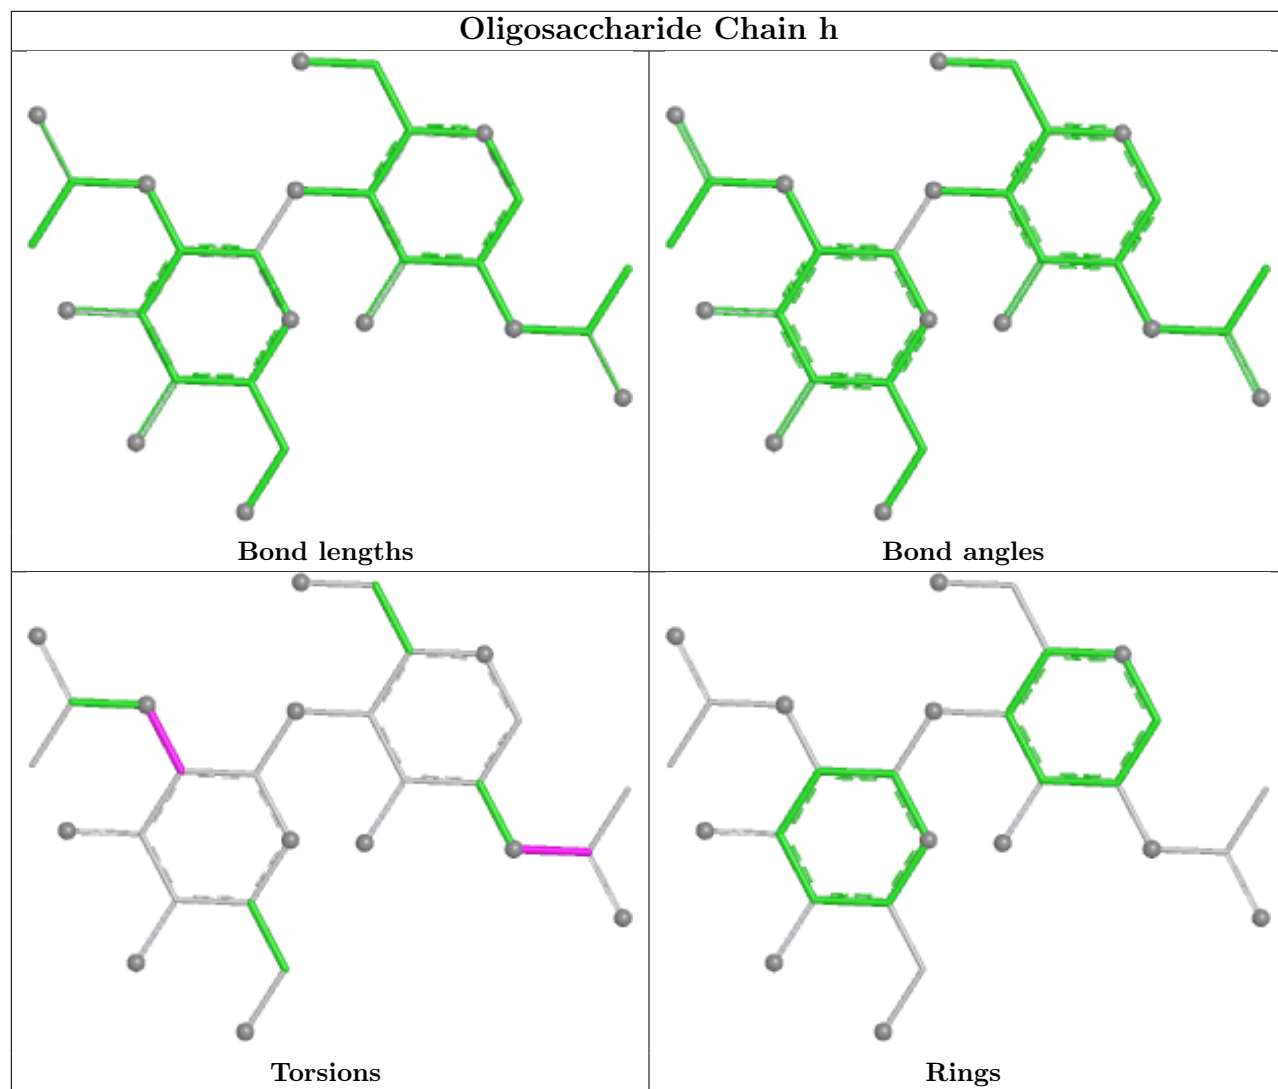 Oligosaccharide Chain h
Bond lengths
Bond angles
Torsions
Rings